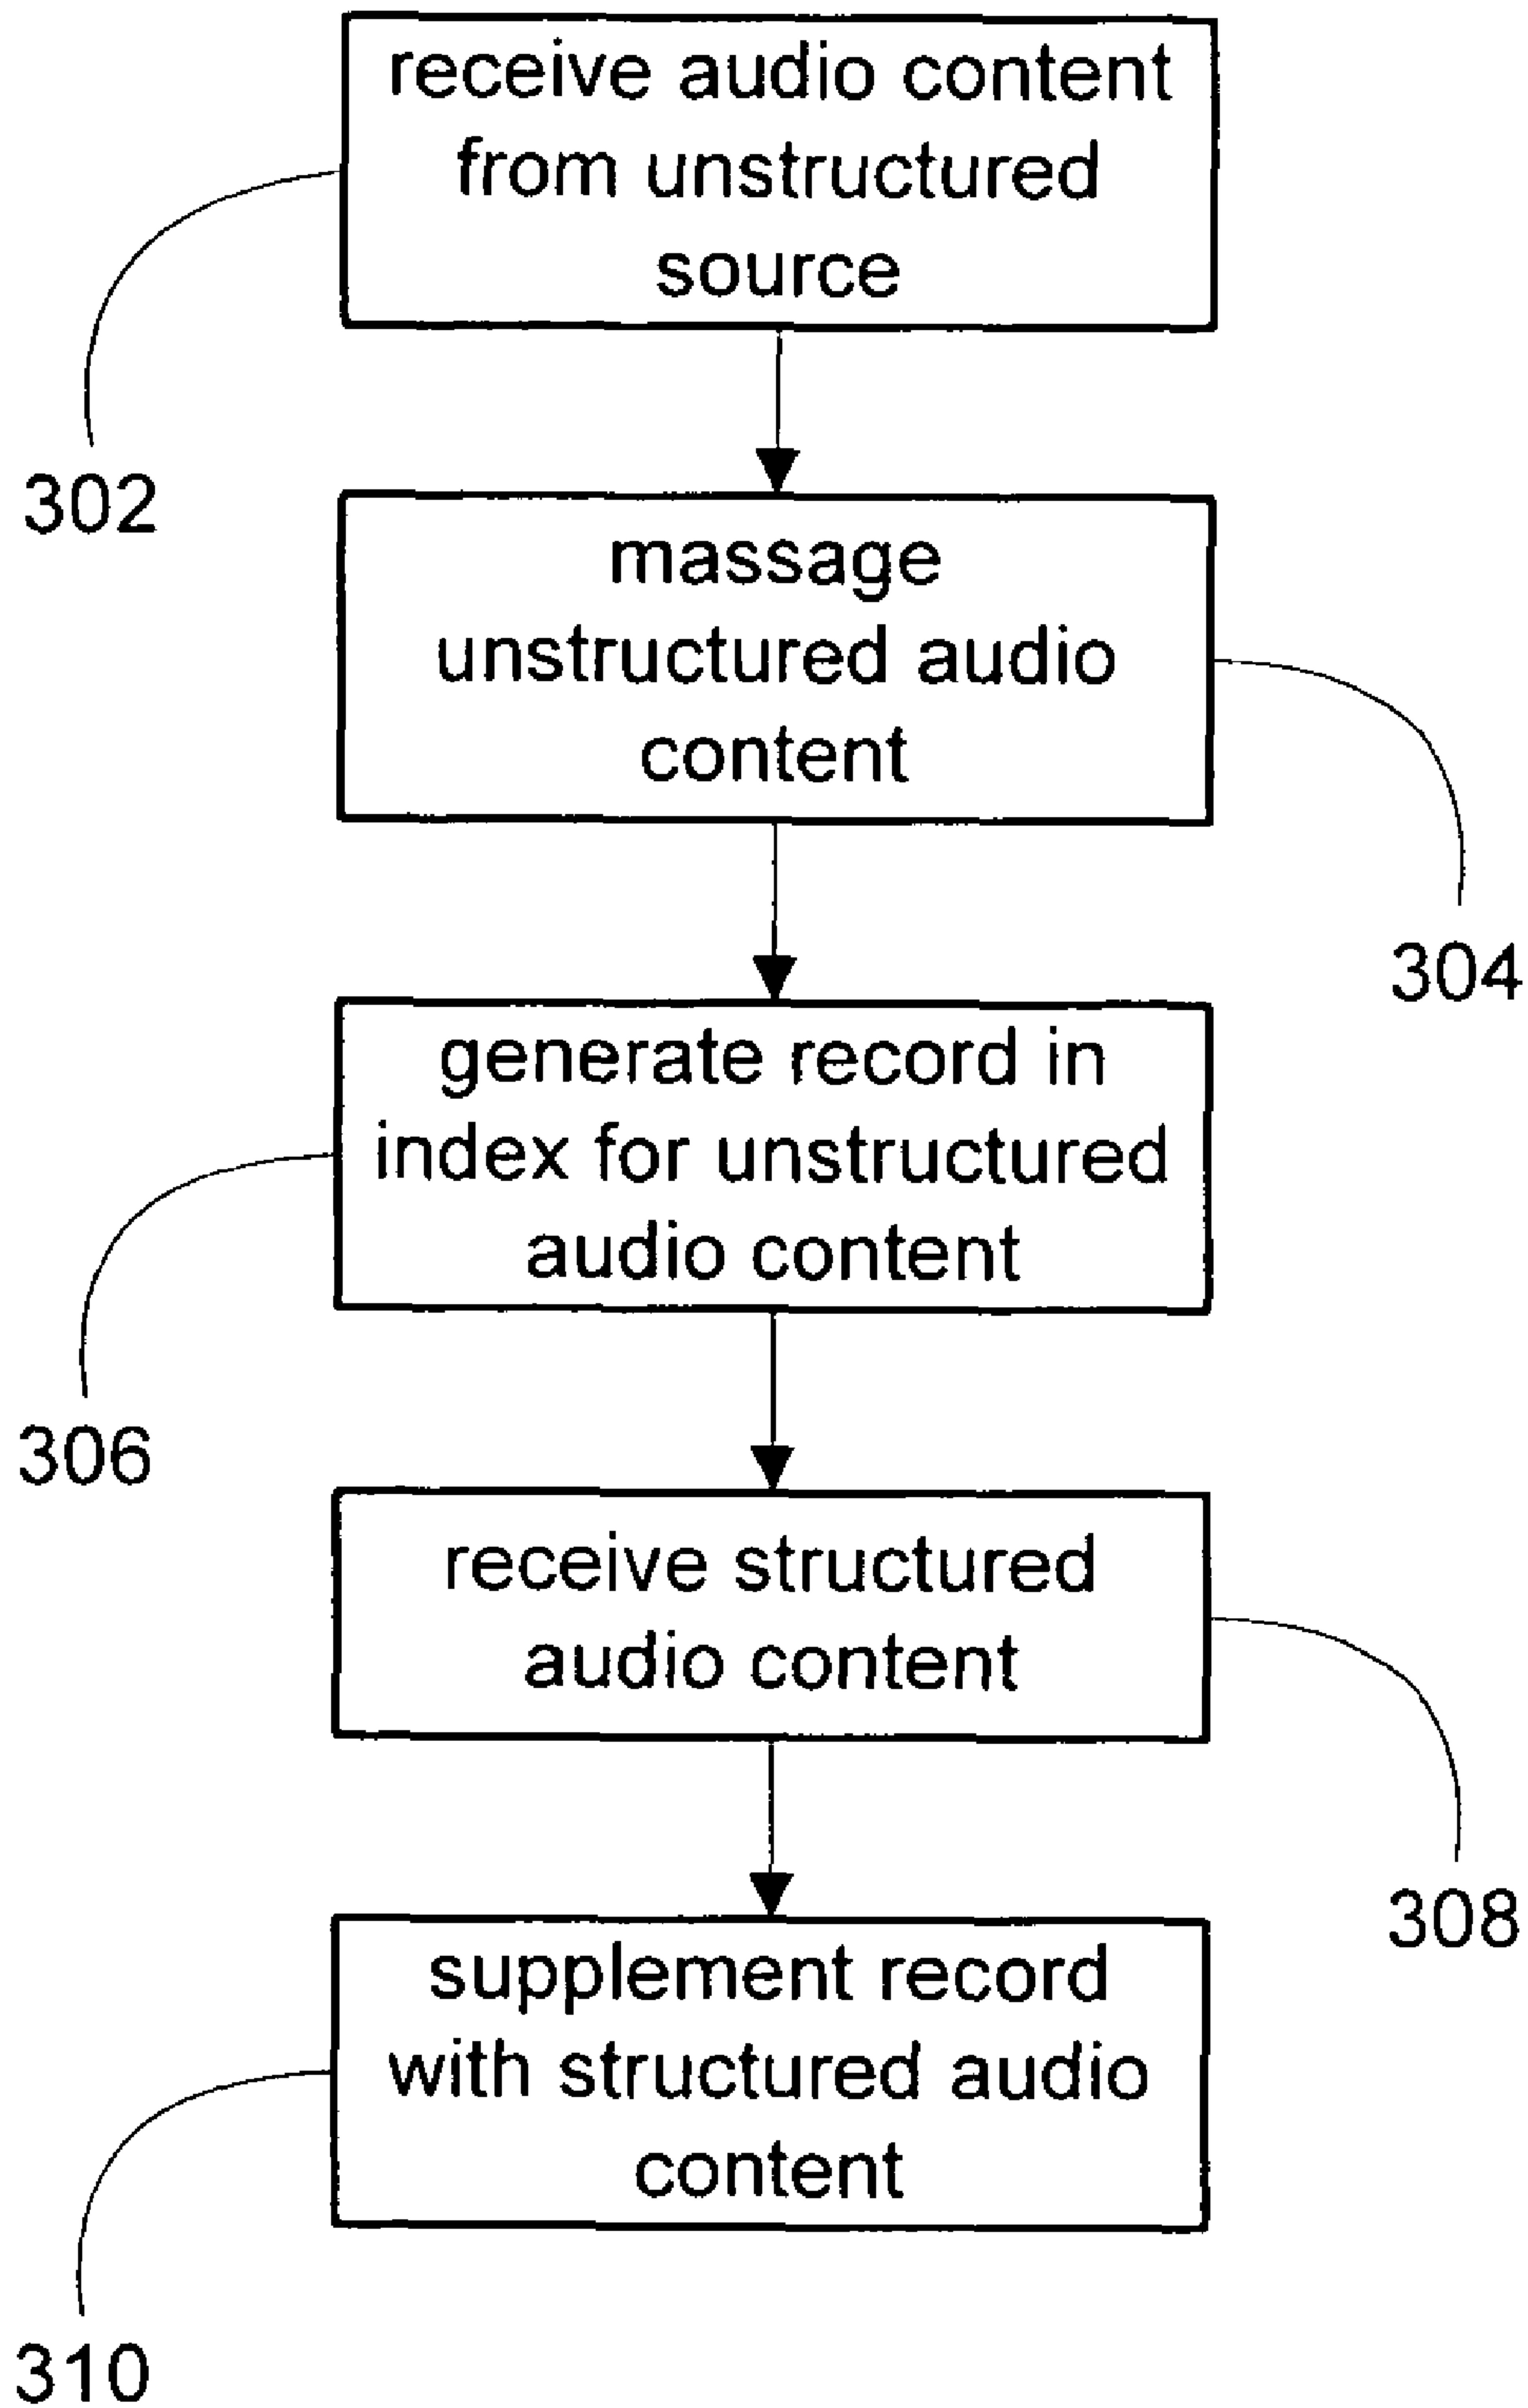 receive audio content
from unstructured
source
302
massage
unstructured audio
content
304
generate record in
index for unstructured
audio content
306
receive structured
audio content
308
supplement record
with structured audio
content
310